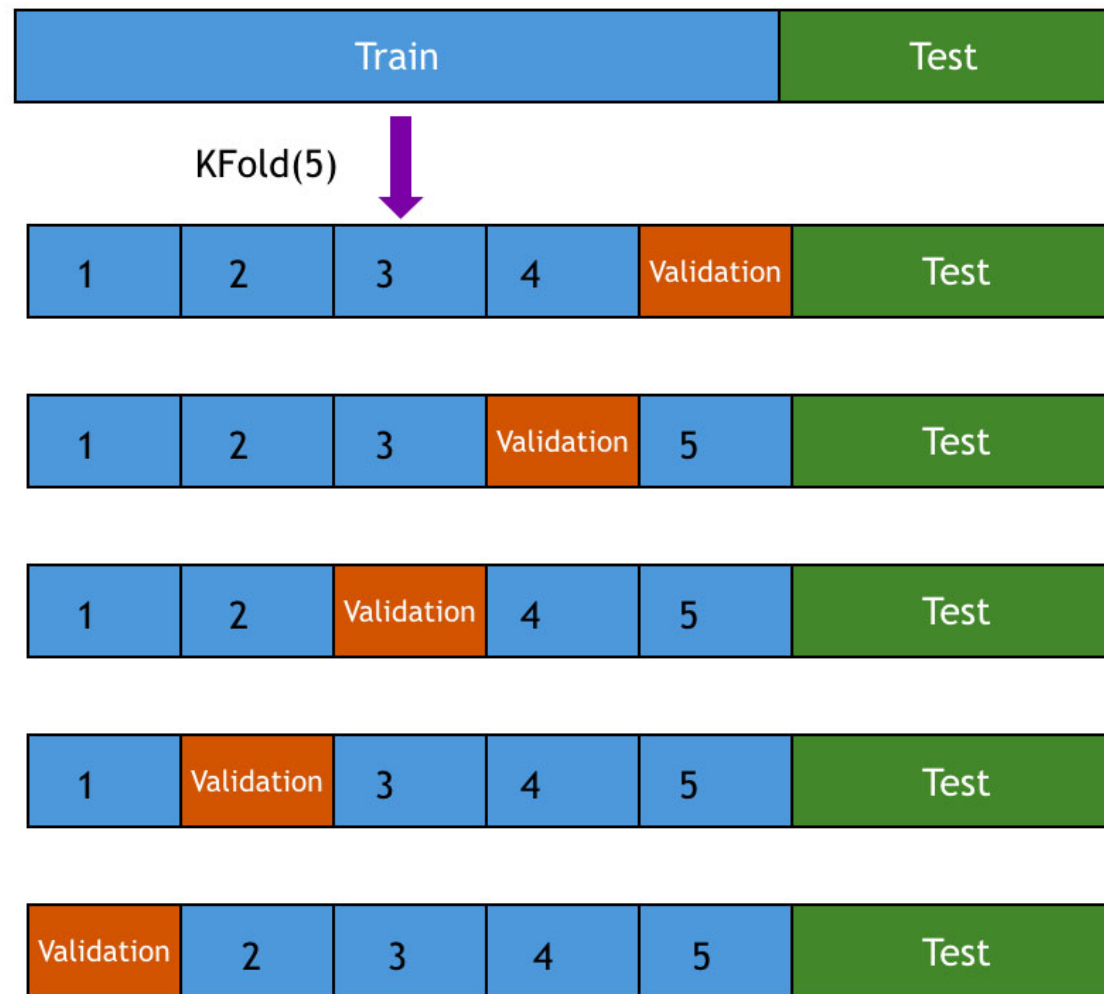 Train Test
KFold(5)
1 2 3 4 Validation Test
1 2 3 Validation 5 Test
1 2 Validation 4 5 Test
1 Validation 3 4 5 Test
Validation 2 3 4 5 Test